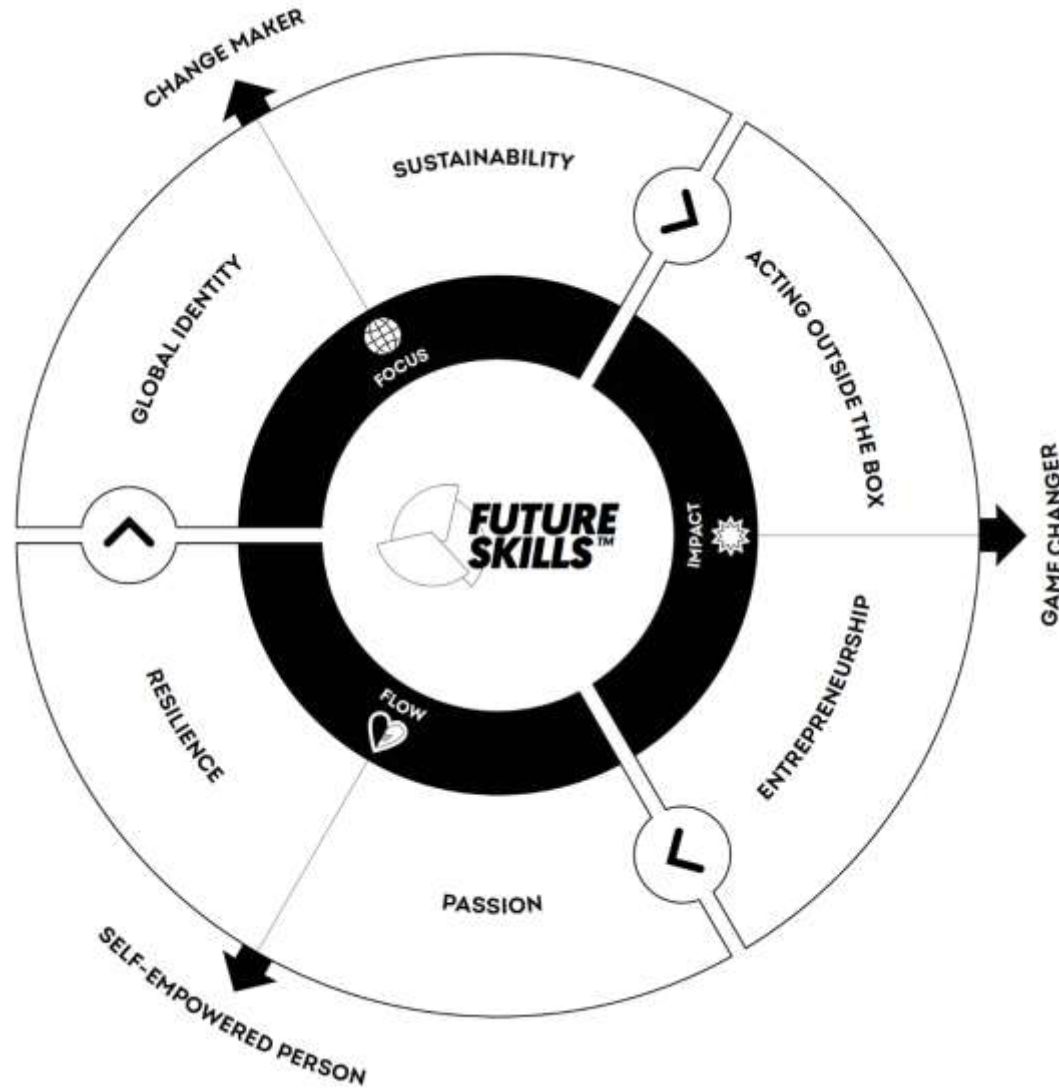 CHANGE MAKER
SUSTAINABILITY
GLOBAL IDENTITY
ACTING OUTSIDE THE BOX
FOCUS
GAME CHANGER
FUTURE
SKILLS™
IMPACT
RESILIENCE
FLOW
ENTREPRENEURSHIP
PASSION
SELF-EMPOWERED PERSON